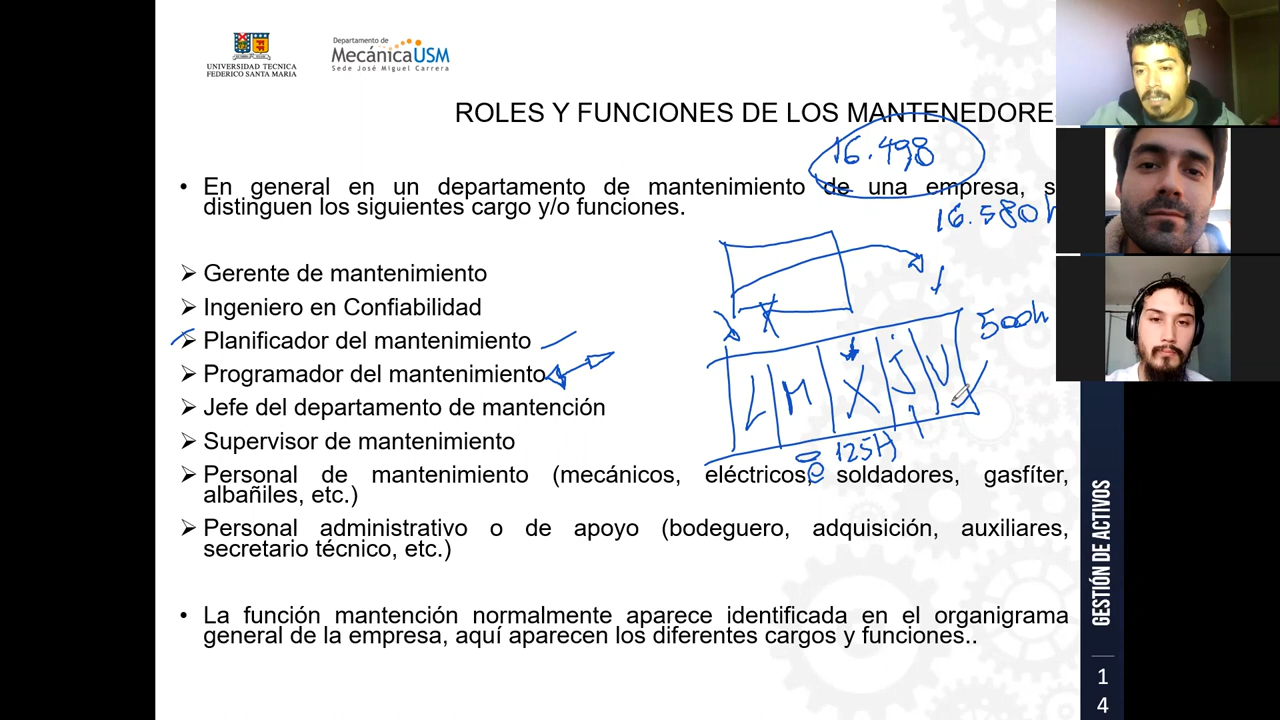 UNIVERSIDAD TECNICA
FEDERICO SANTA MARIA
Departamento de
MecánicaUSM
Sede José Miguel Carrera
ROLES Y FUNCIONES DE LOS MANTENEDORE
16.498
• En general en un departamento de mantenimiento de una empresa, s
distinguen los siguientes cargo y/o funciones.
16.580h
➢ Gerente de mantenimiento
➢ Ingeniero en Confiabilidad
500h
➢ Planificador del mantenimiento
➢ Programador del mantenimiento
L M X J V
➢ Jefe del departamento de mantención
➢ Supervisor de mantenimiento
125H
➢ Personal de mantenimiento (mecánicos, eléctricos, soldadores, gasfíter,
albañiles, etc.)
➢ Personal administrativo o de apoyo (bodeguero, adquisición, auxiliares,
secretario técnico, etc.)
• La función mantención normalmente aparece identificada en el organigrama
general de la empresa, aquí aparecen los diferentes cargos y funciones..
GESTIÓN DE ACTIVOS
1
4